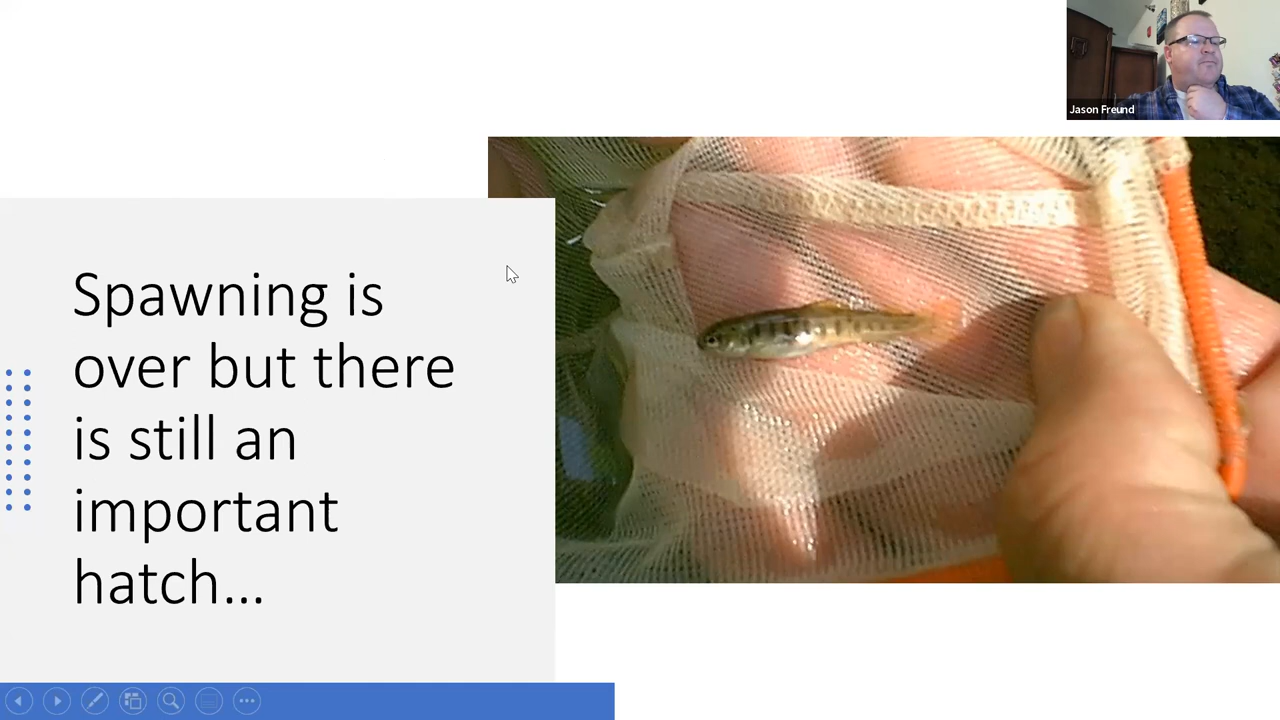 Jason Freund
Spawning is
over but there
is still an
important
hatch...